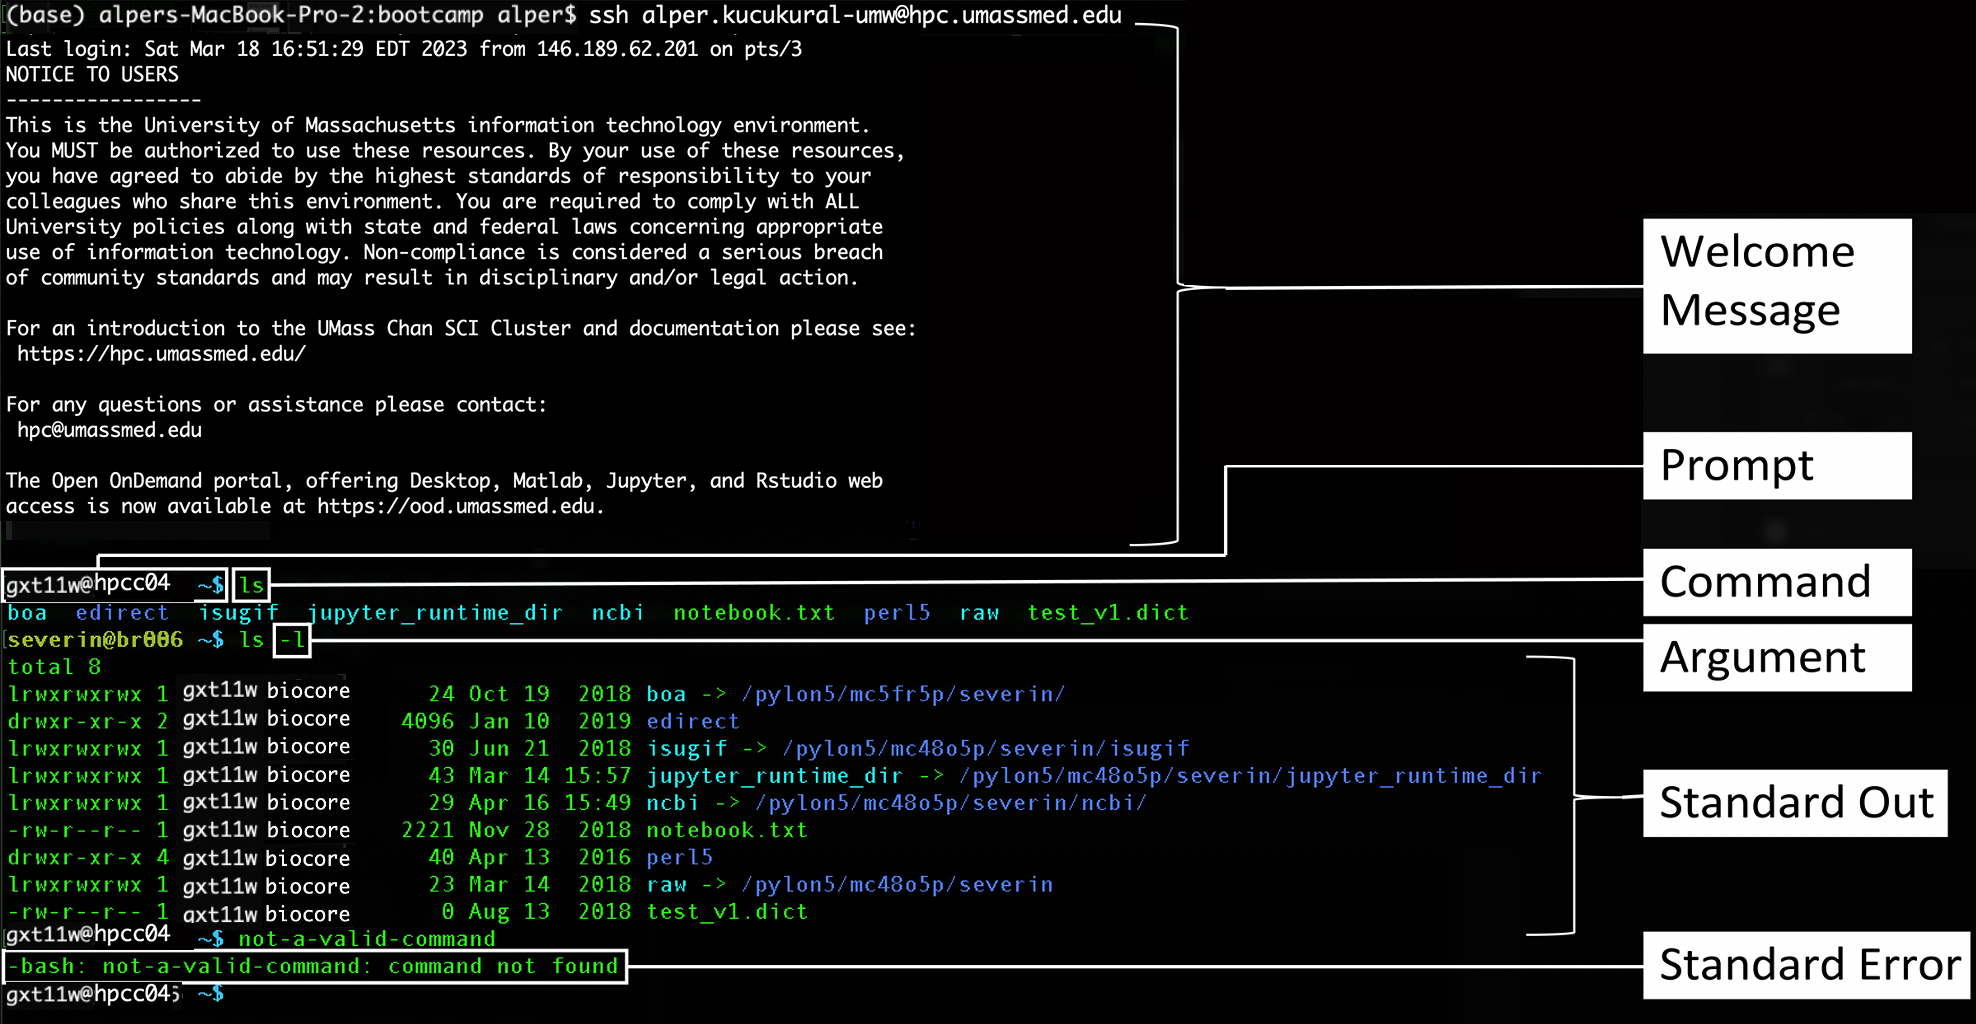 (base) alpers-MacBook-Pro-2:bootcamp alper$ ssh alper.kucukural-umw@hpc.umassmed.edu
Last login: Sat Mar 18 16:51:29 EDT 2023 from 146.189.62.201 on pts/3
NOTICE TO USERS
-----------------
This is the University of Massachusetts information technology environment.
You MUST be authorized to use these resources. By your use of these resources,
you have agreed to abide by the highest standards of responsibility to your
colleagues who share this environment. You are required to comply with ALL
University policies along with state and federal laws concerning appropriate
use of information technology. Non-compliance is considered a serious breach
of community standards and may result in disciplinary and/or legal action.
For an introduction to the UMass Chan SCI Cluster and documentation please see:
https://hpc.umassmed.edu/
For any questions or assistance please contact:
hpc@umassmed.edu
The Open OnDemand portal, offering Desktop, Matlab, Jupyter, and Rstudio web
access is now available at https://ood.umassmed.edu.
gxt11w@hpcc04 ~$ ls
boa edirect isugif jupyter_runtime_dir ncbi notebook.txt perl5 raw test_v1.dict
severin@br006 ~$ ls -l
total 8
lrwxrwxrwx 1 gxt11w biocore 24 Oct 19 2018 boa -> /pylon5/mc5fr5p/severin/
drwxr-xr-x 2 gxt11w biocore 4096 Jan 10 2019 edirect
lrwxrwxrwx 1 gxt11w biocore 30 Jun 21 2018 isugif -> /pylon5/mc48o5p/severin/isugif
lrwxrwxrwx 1 gxt11w biocore 43 Mar 14 15:57 jupyter_runtime_dir -> /pylon5/mc48o5p/severin/jupyter_runtime_dir
lrwxrwxrwx 1 gxt11w biocore 29 Apr 16 15:49 ncbi -> /pylon5/mc48o5p/severin/ncbi/
-rw-r--r-- 1 gxt11w biocore 2221 Nov 28 2018 notebook.txt
drwxr-xr-x 4 gxt11w biocore 40 Apr 13 2016 perl5
lrwxrwxrwx 1 gxt11w biocore 23 Mar 14 2018 raw -> /pylon5/mc48o5p/severin
-rw-r--r-- 1 gxt11w biocore 0 Aug 13 2018 test_v1.dict
gxt11w@hpcc04 ~$ not-a-valid-command
-bash: not-a-valid-command: command not found
gxt11w@hpcc045 ~$
Welcome
Message
Prompt
Command
Argument
Standard Out
Standard Error